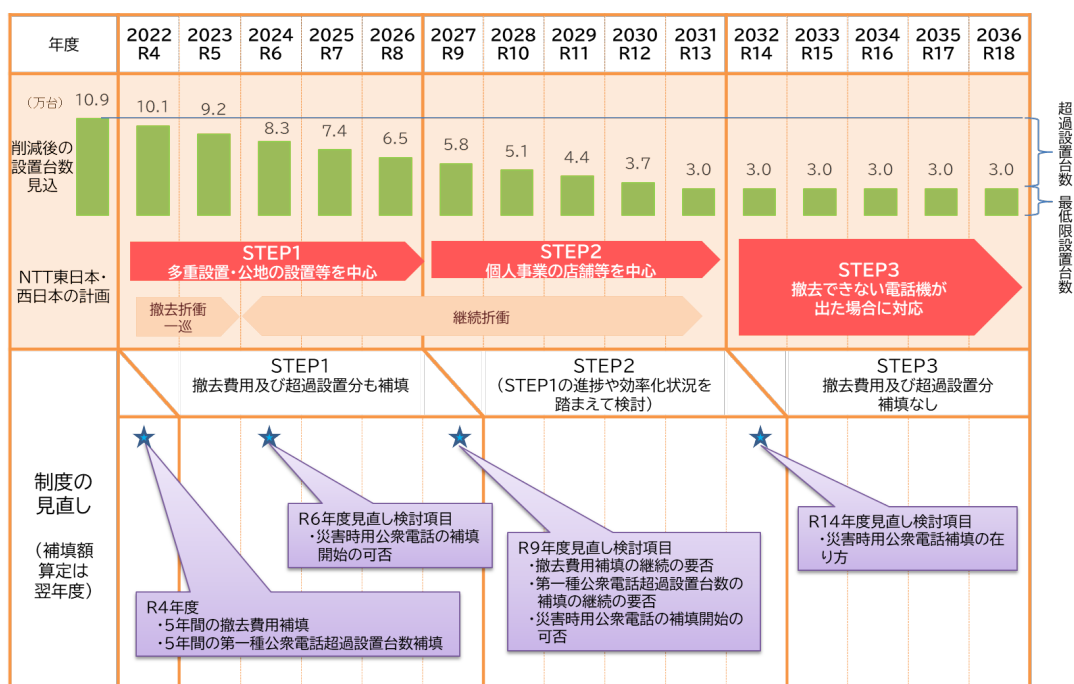 年度
2022 2023 2024 2025 2026 2027 2028 2029 2030 2031 2032 2033 2034 2035 2036
R4 R5 R6 R7 R8 R9 R10 R11 R12 R13 R14 R15 R16 R17 R18
(万台) 10.9 10.1 9.2 8.3 7.4 6.5 5.8 5.1 4.4 3.7 3.0 3.0 3.0 3.0 3.0 3.0
削減後の
設置台数
見込
超過設置台数
最低限設置台数
NTT東日本・
西日本の計画
STEP1
多重設置・公地の設置等を中心
STEP2
個人事業の店舗等を中心
STEP3
撤去できない電話機が
出た場合に対応
撤去折衝
一巡
継続折衝
STEP1
撤去費用及び超過設置分も補填
STEP2
(STEP1の進捗や効率化状況を
踏まえて検討)
STEP3
撤去費用及び超過設置分
補填なし
制度の
見直し
(補填額
算定は
翌年度)
R4年度
・5年間の撤去費用補填
・5年間の第一種公衆電話超過設置台数補填
R6年度見直し検討項目
・災害時用公衆電話の補填
開始の可否
R9年度見直し検討項目
・撤去費用補填の継続の要否
・第一種公衆電話超過設置台数の
補填の継続の要否
・災害時用公衆電話の補填開始の
可否
R14年度見直し検討項目
・災害時用公衆電話補填の在
り方